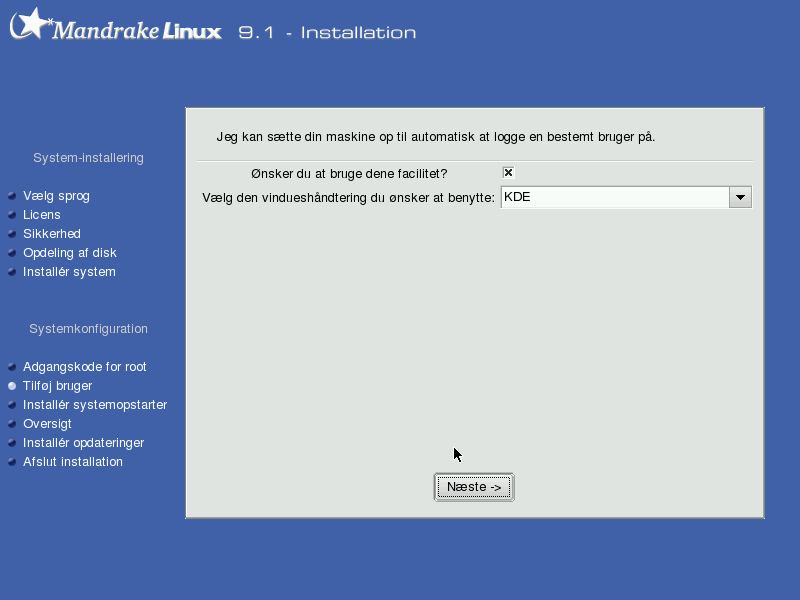 Mandrake Linux 9.1 - Installation
System-installering
Vælg sprog
Licens
Sikkerhed
Opdeling af disk
Installér system
Systemkonfiguration
Adgangskode for root
Tilføj bruger
Installér systemopstarter
Oversigt
Installér opdateringer
Afslut installation
Jeg kan sætte din maskine op til automatisk at logge en bestemt bruger på.
Ønsker du at bruge dene facilitet?
Vælg den vindueshåndtering du ønsker at benytte: KDE
Næste ->